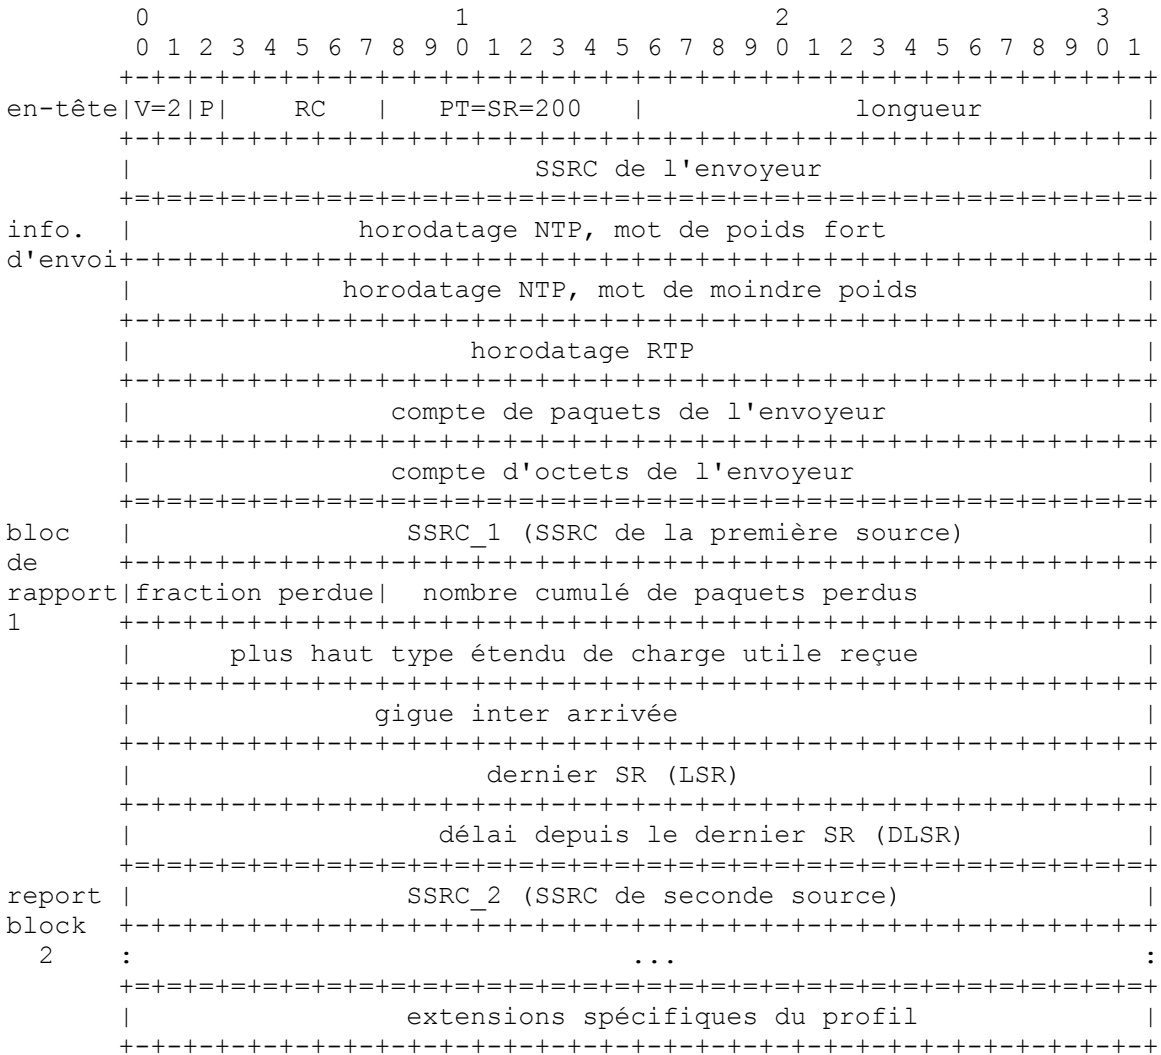 0                   1                   2                   3
        0 1 2 3 4 5 6 7 8 9 0 1 2 3 4 5 6 7 8 9 0 1 2 3 4 5 6 7 8 9 0 1
       +-+-+-+-+-+-+-+-+-+-+-+-+-+-+-+-+-+-+-+-+-+-+-+-+-+-+-+-+-+-+-+-+
en-tête|V=2|P|    RC   |   PT=SR=200   |             longueur          |
       +-+-+-+-+-+-+-+-+-+-+-+-+-+-+-+-+-+-+-+-+-+-+-+-+-+-+-+-+-+-+-+-+
       |                         SSRC de l'envoyeur                    |
       +=+=+=+=+=+=+=+=+=+=+=+=+=+=+=+=+=+=+=+=+=+=+=+=+=+=+=+=+=+=+=+=+
info.  |              horodatage NTP, mot de poids fort                |
d'envoi+-+-+-+-+-+-+-+-+-+-+-+-+-+-+-+-+-+-+-+-+-+-+-+-+-+-+-+-+-+-+-+-+
       |             horodatage NTP, mot de moindre poids              |
       +-+-+-+-+-+-+-+-+-+-+-+-+-+-+-+-+-+-+-+-+-+-+-+-+-+-+-+-+-+-+-+-+
       |                     horodatage RTP                            |
       +-+-+-+-+-+-+-+-+-+-+-+-+-+-+-+-+-+-+-+-+-+-+-+-+-+-+-+-+-+-+-+-+
       |                compte de paquets de l'envoyeur                |
       +-+-+-+-+-+-+-+-+-+-+-+-+-+-+-+-+-+-+-+-+-+-+-+-+-+-+-+-+-+-+-+-+
       |                compte d'octets de l'envoyeur                  |
       +=+=+=+=+=+=+=+=+=+=+=+=+=+=+=+=+=+=+=+=+=+=+=+=+=+=+=+=+=+=+=+=+
bloc   |                 SSRC_1 (SSRC de la première source)           |
de     +-+-+-+-+-+-+-+-+-+-+-+-+-+-+-+-+-+-+-+-+-+-+-+-+-+-+-+-+-+-+-+-+
rapport|fraction perdue|  nombre cumulé de paquets perdus              |
1      +-+-+-+-+-+-+-+-+-+-+-+-+-+-+-+-+-+-+-+-+-+-+-+-+-+-+-+-+-+-+-+-+
       |      plus haut type étendu de charge utile reçue              |
       +-+-+-+-+-+-+-+-+-+-+-+-+-+-+-+-+-+-+-+-+-+-+-+-+-+-+-+-+-+-+-+-+
       |               gigue inter arrivée                             |
       +-+-+-+-+-+-+-+-+-+-+-+-+-+-+-+-+-+-+-+-+-+-+-+-+-+-+-+-+-+-+-+-+
       |                      dernier SR (LSR)                         |
       +-+-+-+-+-+-+-+-+-+-+-+-+-+-+-+-+-+-+-+-+-+-+-+-+-+-+-+-+-+-+-+-+
       |                   délai depuis le dernier SR (DLSR)           |
       +=+=+=+=+=+=+=+=+=+=+=+=+=+=+=+=+=+=+=+=+=+=+=+=+=+=+=+=+=+=+=+=+
report |                 SSRC_2 (SSRC de seconde source)               |
block  +-+-+-+-+-+-+-+-+-+-+-+-+-+-+-+-+-+-+-+-+-+-+-+-+-+-+-+-+-+-+-+-+
  2    :                               ...                             :
       +=+=+=+=+=+=+=+=+=+=+=+=+=+=+=+=+=+=+=+=+=+=+=+=+=+=+=+=+=+=+=+=+
       |                 extensions spécifiques du profil              |
       +-+-+-+-+-+-+-+-+-+-+-+-+-+-+-+-+-+-+-+-+-+-+-+-+-+-+-+-+-+-+-+-+